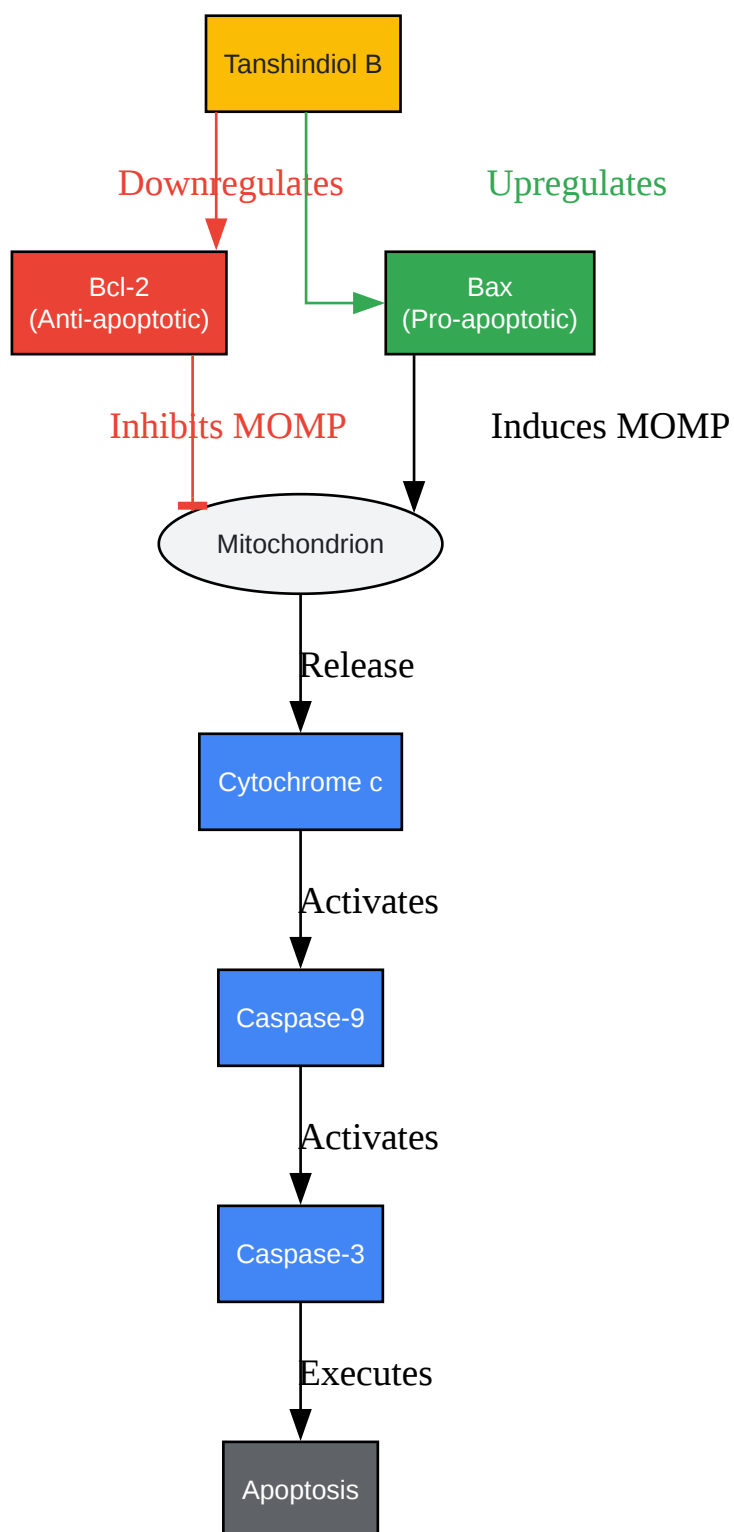 Tanshindiol B
Downregulates
Upregulates
Bcl-2
(Anti-apoptotic)
Bax
(Pro-apoptotic)
Inhibits MOMP
Induces MOMP
Mitochondrion
Release
Cytochrome c
Activates
Caspase-9
Activates
Caspase-3
Executes
Apoptosis